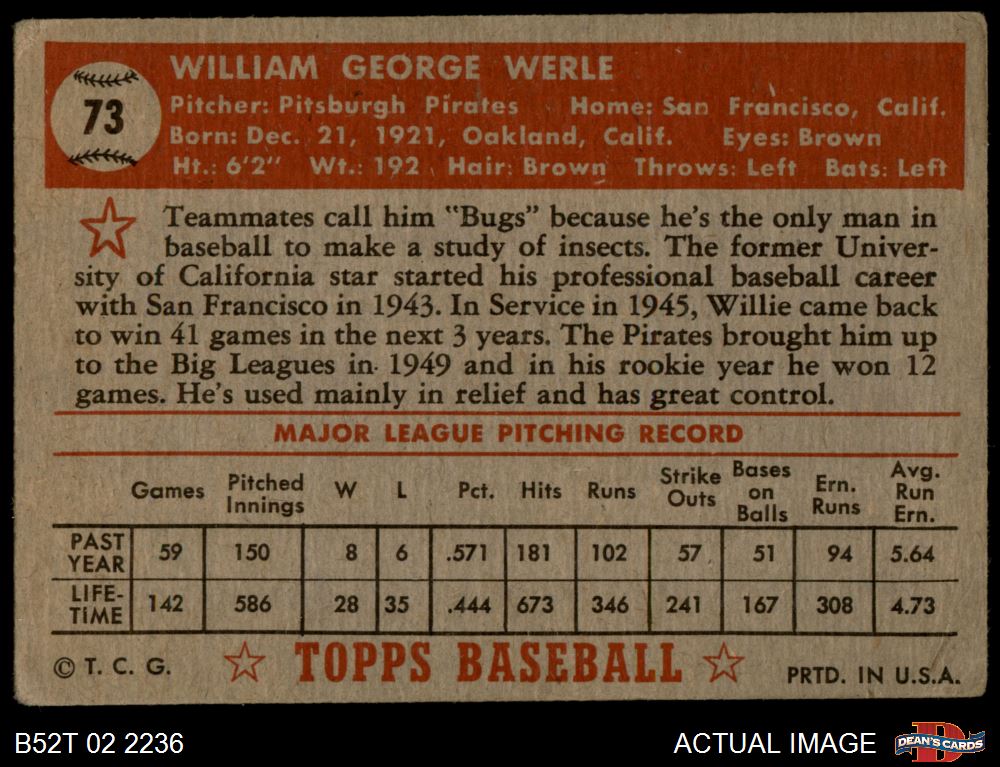 73
WILLIAM GEORGE WERLE
Pitcher: Pitsburgh Pirates Home: San Francisco, Calif.
Born: Dec. 21, 1921, Oakland, Calif. Eyes: Brown
Ht.: 6'2" Wt.: 192 Hair: Brown Throws: Left Bats: Left
Teammates call him "Bugs" because he's the only man in
baseball to make a study of insects. The former Univer-
sity of California star started his professional baseball career
with San Francisco in 1943. In Service in 1945, Willie came back
to win 41 games in the next 3 years. The Pirates brought him up
to the Big Leagues in 1949 and in his rookie year he won 12
games. He's used mainly in relief and has great control.
MAJOR LEAGUE PITCHING RECORD
Games Pitched Innings W L Pct. Hits Runs Strike Outs Bases on Balls Ern. Runs Avg. Run Ern.
PAST YEAR 59 150 8 6 .571 181 102 57 51 94 5.64
LIFE-TIME 142 586 28 35 .444 673 346 241 167 308 4.73
© T. C. G. TOPPS BASEBALL PRTD. IN U.S.A.
B52T 02 2236 ACTUAL IMAGE DEAN'S CARDS